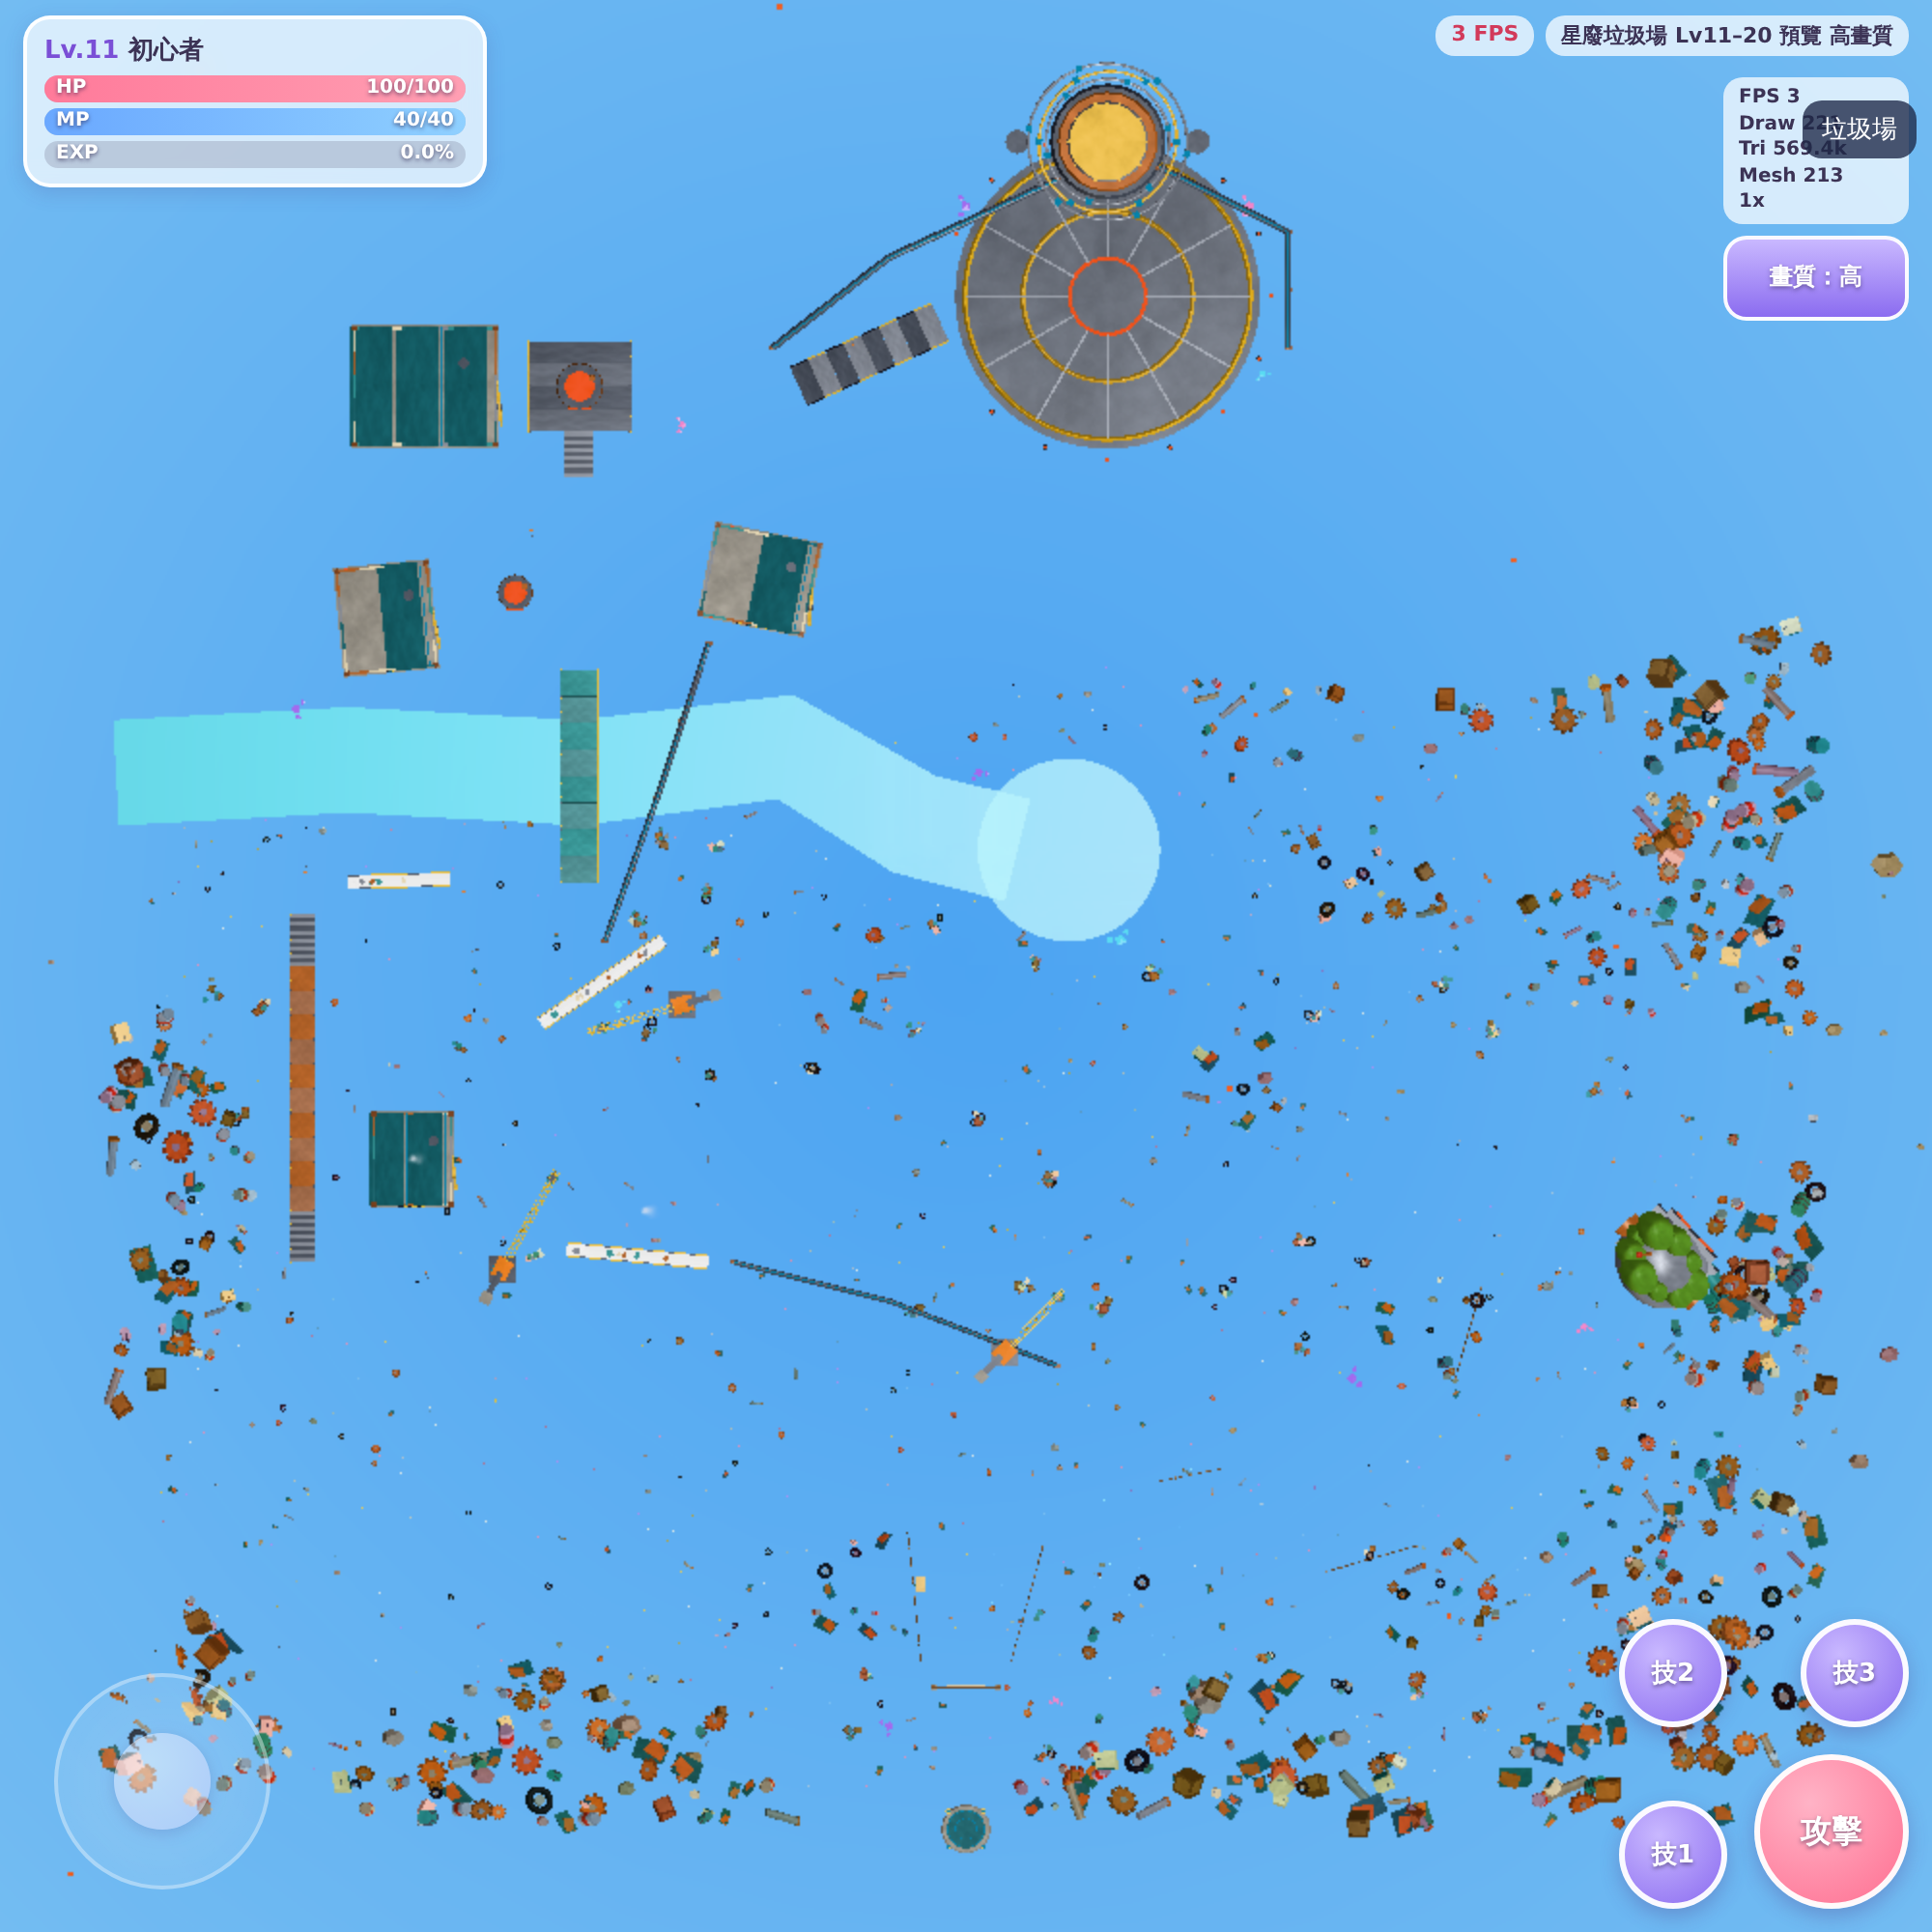 Lv.11 初心者
HP 100/100
MP 40/40
EXP 0.0%
3 FPS
星廢垃圾場 Lv11–20 預覽 高畫質
FPS 3
Draw
垃圾場
Tri 569.4k
Mesh 213
1x
畫質：高
技2
技3
技1
攻擊